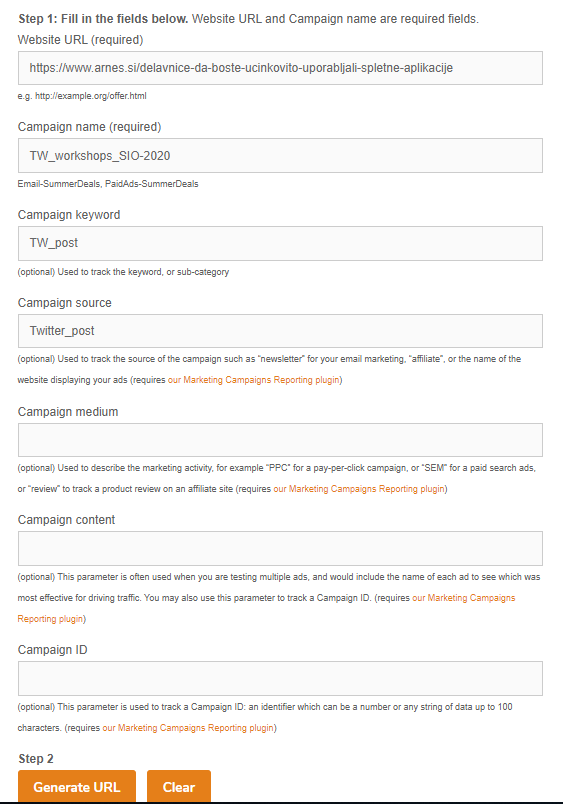 Step 1: Fill in the fields below. Website URL and Campaign name are required fields.
Website URL (required)
https://www.arnes.si/delavnice-da-boste-ucinkovito-uporabljali-spletne-aplikacije
e.g. http://example.org/offer.html
Campaign name (required)
TW_workshops_SIO-2020
Email-SummerDeals, PaidAds-SummerDeals
Campaign keyword
TW_post
(optional) Used to track the keyword, or sub-category
Campaign source
Twitter_post
(optional) Used to track the source of the campaign such as "newsletter" for your email marketing, "affiliate", or the name of the
website displaying your ads (requires our Marketing Campaigns Reporting plugin)
Campaign medium
(optional) Used to describe the marketing activity, for example "PPC" for a pay-per-click campaign, or "SEM" for a paid search ads,
or "review" to track a product review on an affiliate site (requires our Marketing Campaigns Reporting plugin)
Campaign content
(optional) This parameter is often used when you are testing multiple ads, and would include the name of each ad to see which was
most effective for driving traffic. You may also use this parameter to track a Campaign ID. (requires our Marketing Campaigns
Reporting plugin)
Campaign ID
(optional) This parameter is used to track a Campaign ID: an identifier which can be a number or any string of data up to 100
characters. (requires our Marketing Campaigns Reporting plugin)
Step 2
Generate URL Clear